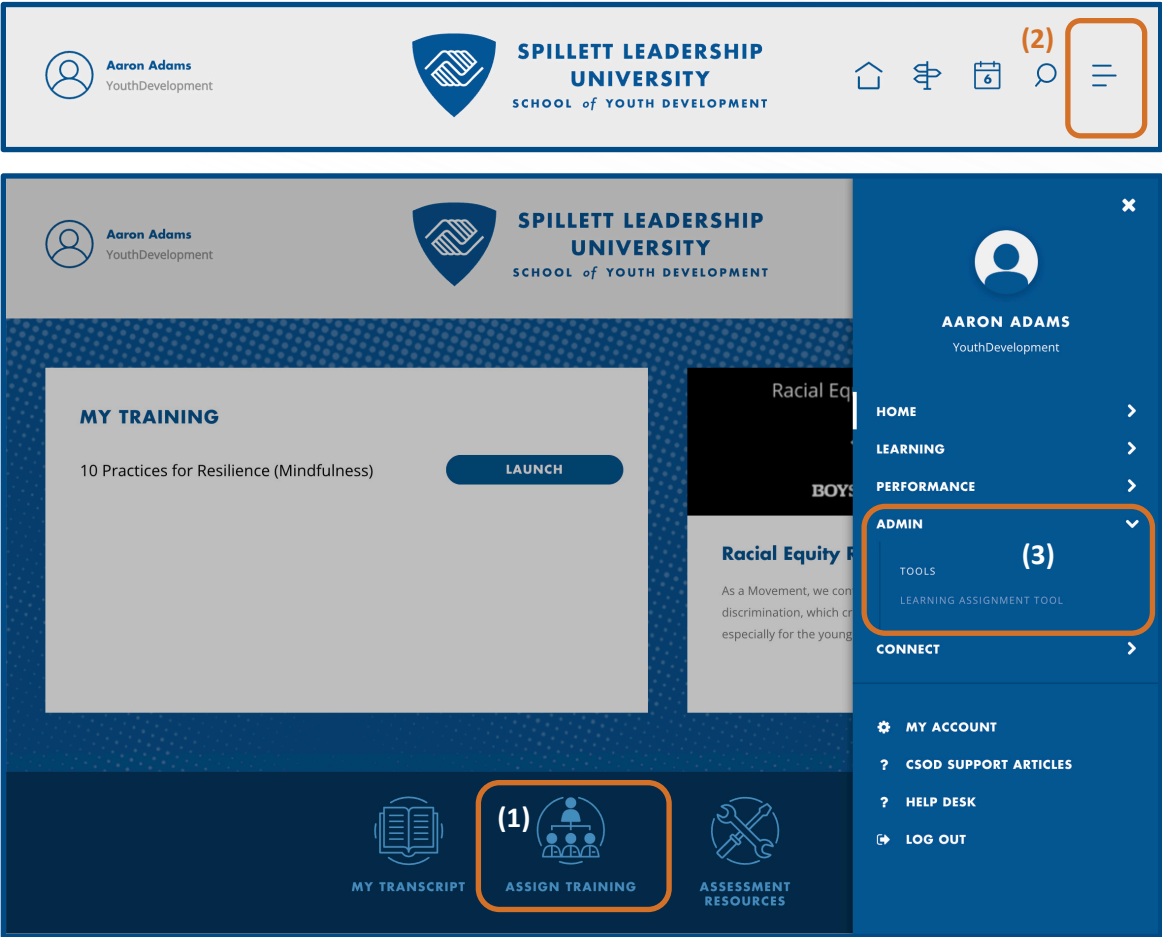 Aaron Adams
YouthDevelopment
SPILLETT LEADERSHIP
UNIVERSITY
SCHOOL of YOUTH DEVELOPMENT
6
(2)
Aaron Adams
YouthDevelopment
SPILLETT LEADERSHIP
UNIVERSITY
SCHOOL of YOUTH DEVELOPMENT
MY TRAINING
10 Practices for Resilience (Mindfulness)
LAUNCH
Racial Eq
BOYS
Racial Equity
As a Movement, we con
discrimination, which cr
especially for the young
(1)
MY TRANSCRIPT
ASSIGN TRAINING
ASSESSMENT
RESOURCES
AARON ADAMS
YouthDevelopment
HOME
LEARNING
PERFORMANCE
ADMIN
(3)
TOOLS
LEARNING ASSIGNMENT TOOL
CONNECT
MY ACCOUNT
? CSOD SUPPORT ARTICLES
? HELP DESK
LOG OUT